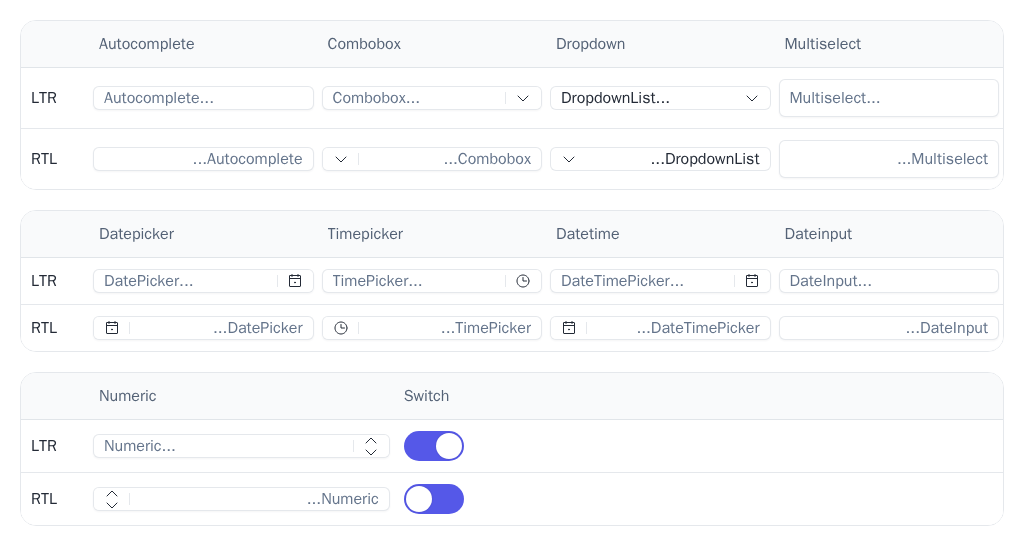 Autocomplete Combobox Dropdown Multiselect
LTR Autocomplete... Combobox... DropdownList... Multiselect...
RTL ...Autocomplete ...Combobox ...DropdownList ...Multiselect
Datepicker Timepicker Datetime Dateinput
LTR DatePicker... TimePicker... DateTimePicker... DateInput...
RTL ...DatePicker ...TimePicker ...DateTimePicker ...DateInput
Numeric Switch
LTR Numeric...
RTL ...Numeric